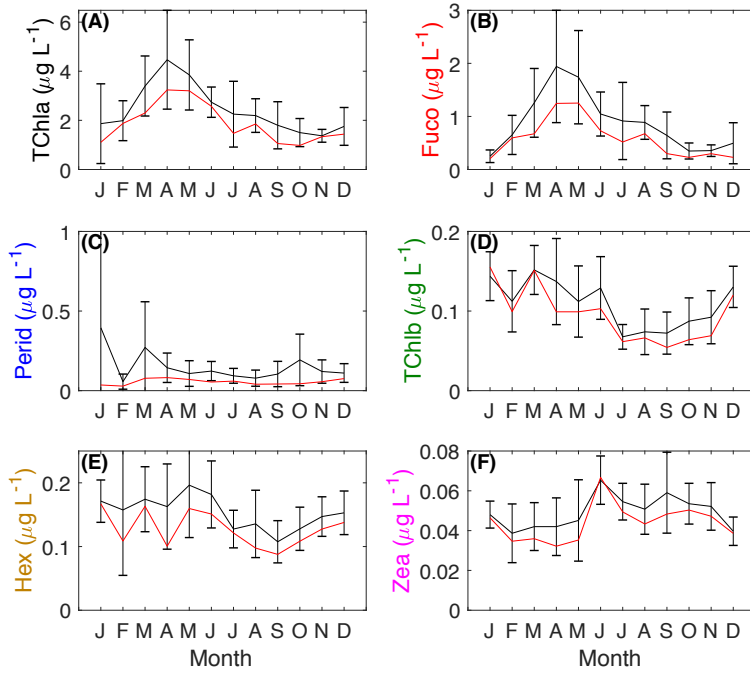 (A)
TChla (μg L⁻¹)
6
4
2
0
J F M A M J J A S O N D
(B)
Fuco (μg L⁻¹)
3
2
1
0
J F M A M J J A S O N D
(C)
Perid (μg L⁻¹)
1
0.5
0
J F M A M J J A S O N D
(D)
TChlb (μg L⁻¹)
0.2
0.1
0
J F M A M J J A S O N D
(E)
Hex (μg L⁻¹)
0.2
0.1
0
J F M A M J J A S O N D
Month
(F)
Zea (μg L⁻¹)
0.08
0.06
0.04
0.02
0
J F M A M J J A S O N D
Month